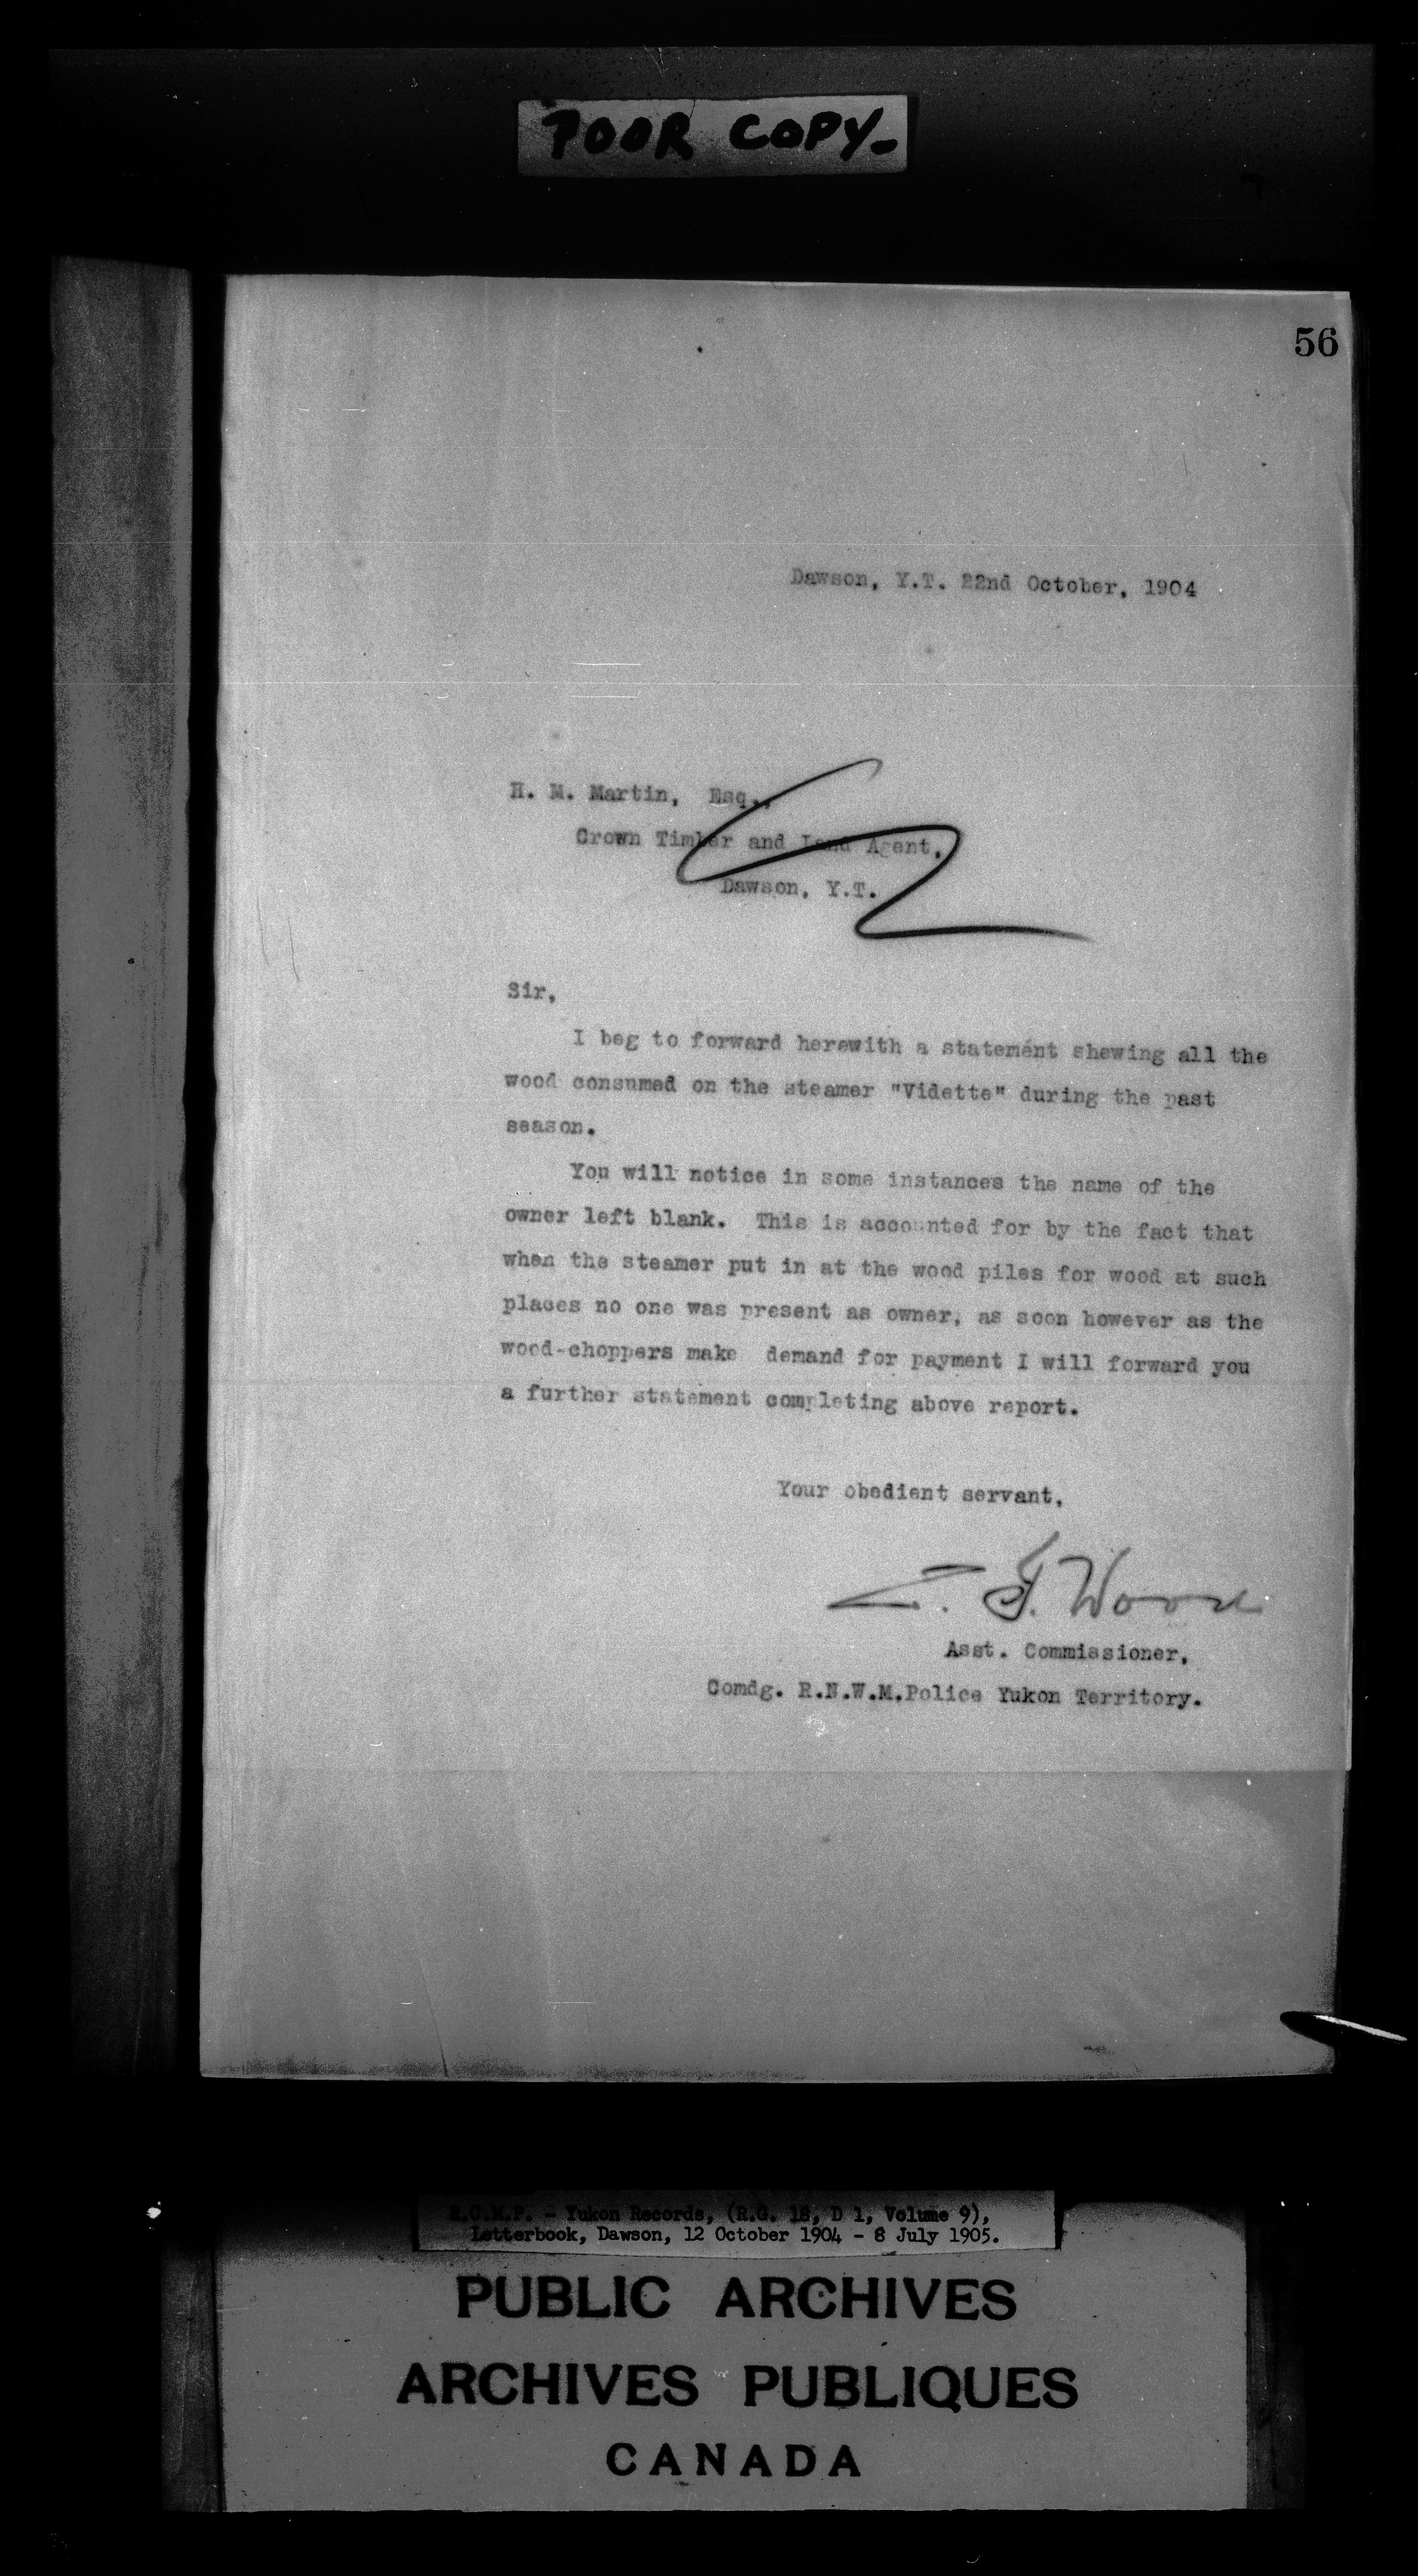 POOR COPY-
56
Dawson, Y.T. 22nd October, 1904
H. M. Martin, Esq.,
Crown Timber and Land Agent,
Dawson, Y.T.
Sir,
I beg to forward herewith a statement shewing all the
wood consumed on the steamer "Vidette" during the past
season.
You will notice in some instances the name of the
owner left blank. This is accounted for by the fact that
when the steamer put in at the wood piles for wood at such
places no one was present as owner, as soon however as the
wood-choppers make demand for payment I will forward you
a further statement completing above report.
Your obedient servant,
Z. T. Wood
Asst. Commissioner,
Comdg. R.N.W.M.Police Yukon Territory.
R.C.M.P. - Yukon Records, (R.G. 18, D 1, Volume 9),
Letterbook, Dawson, 12 October 1904 - 8 July 1905.
PUBLIC ARCHIVES
ARCHIVES PUBLIQUES
CANADA